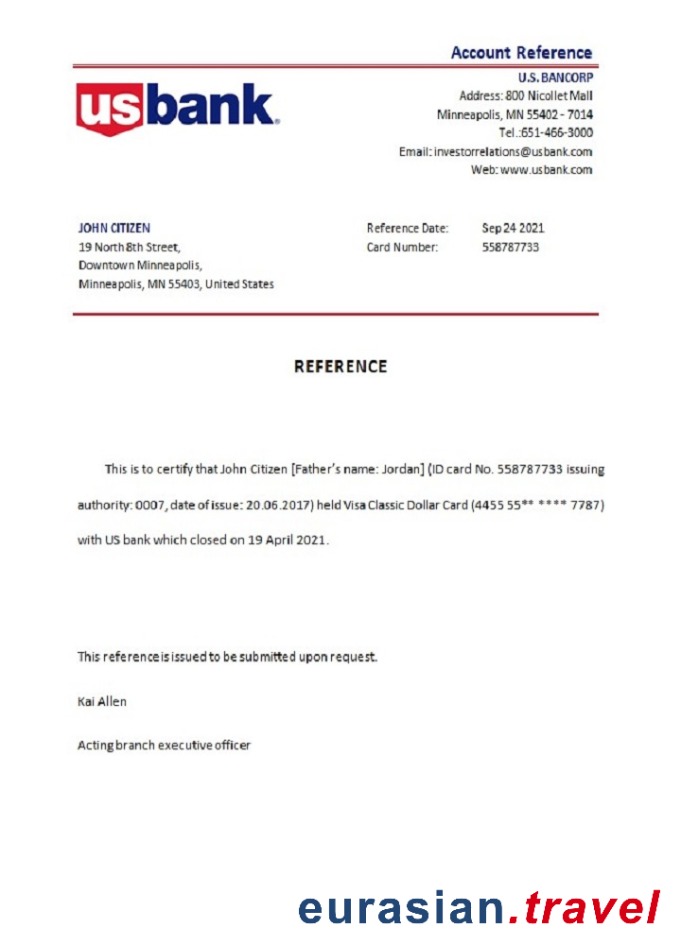 Account Reference
U.S. BANCORP
Address: 800 Nicollet Mall
Minneapolis, MN 55402 - 7014
Tel.:651-466-3000
Email: investorrelations@usbank.com
Web: www.usbank.com
usbank.
JOHN CITIZEN
19 North 8th Street,
Downtown Minneapolis,
Minneapolis, MN 55403, United States
Reference Date: Sep 24 2021
Card Number: 558787733
REFERENCE
This is to certify that John Citizen [Father's name: Jordan] (ID card No. 558787733 issuing
authority: 0007, date of issue: 20.06.2017) held Visa Classic Dollar Card (4455 55** **** 7787)
with US bank which closed on 19 April 2021.
This reference is issued to be submitted upon request.
Kai Allen
Acting branch executive officer
eurasian.travel